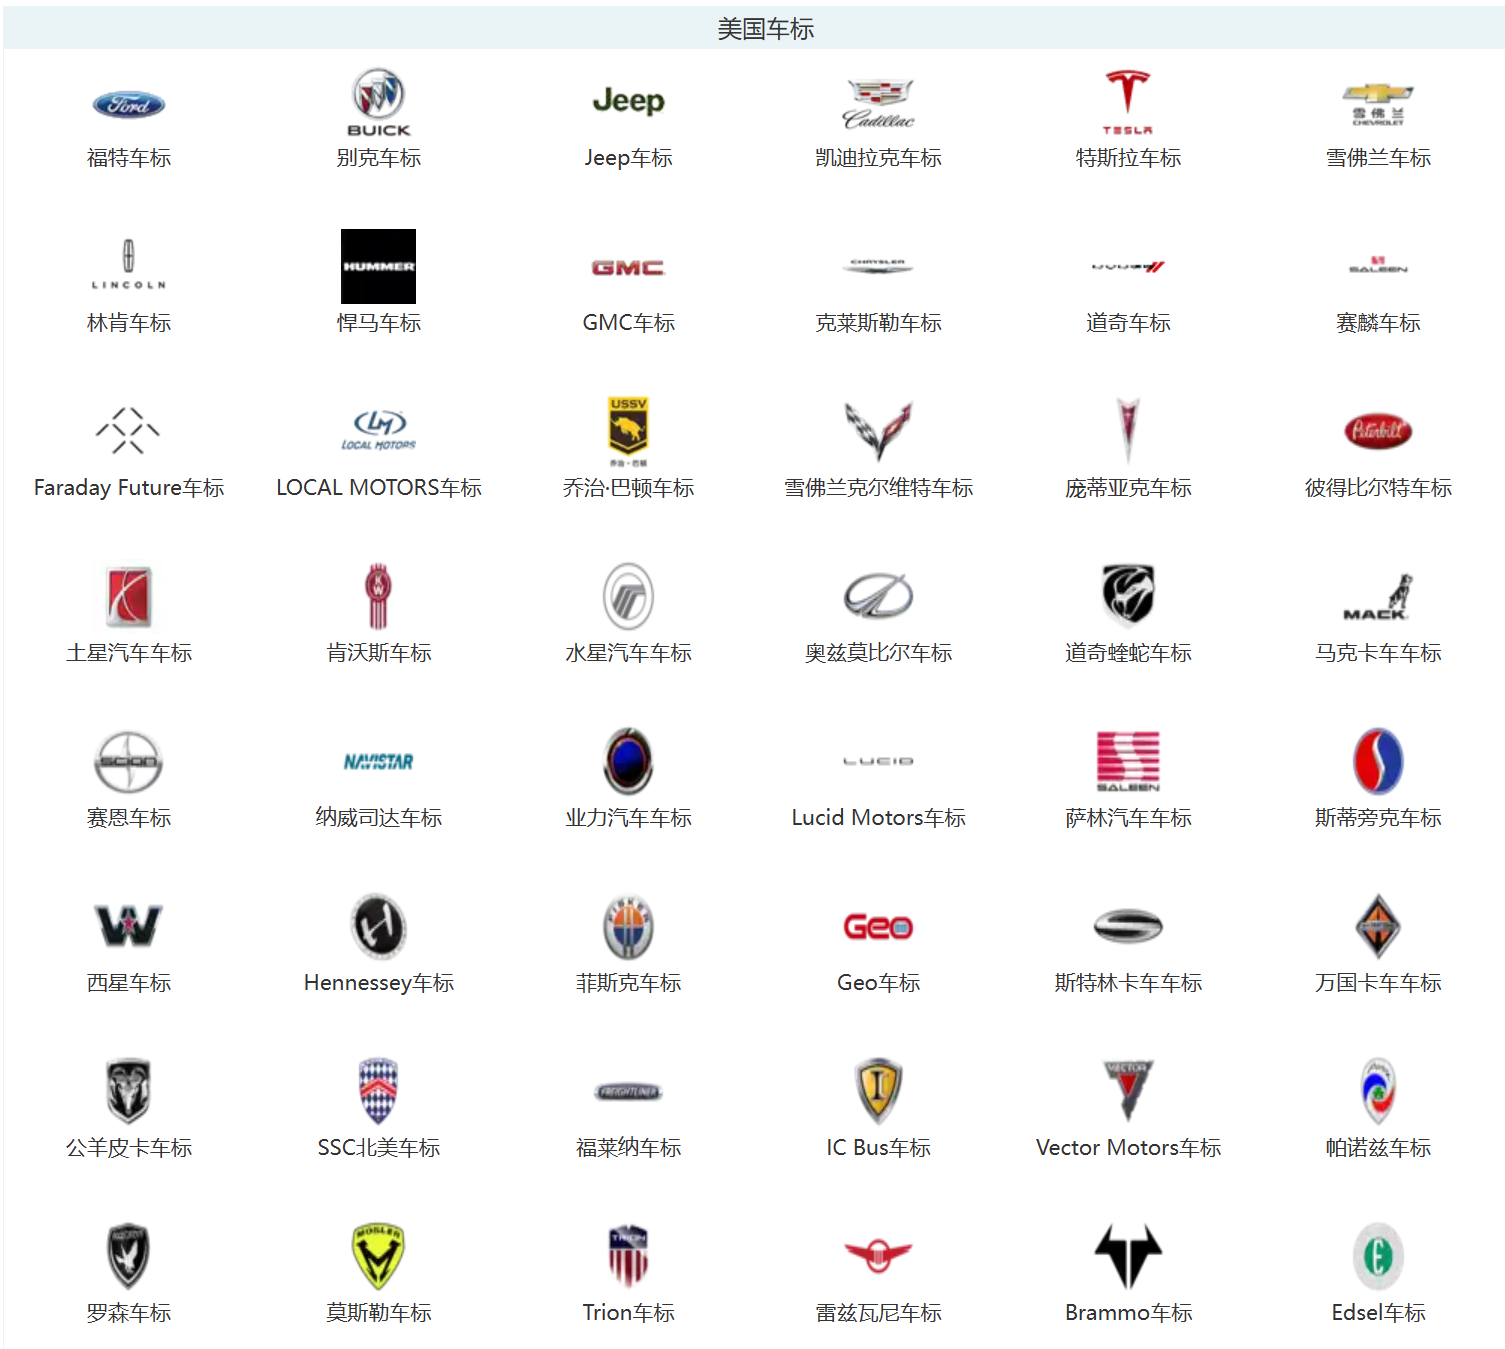 美国车标
Ford
BUICK
Jeep
Cadillac
TESLA
雪佛兰
CHEVROLET
福特车标
别克车标
Jeep车标
凯迪拉克车标
特斯拉车标
雪佛兰车标
LINCOLN
HUMMER
GMC
CHRYSLER
DODGE
SALEEN
林肯车标
悍马车标
GMC车标
克莱斯勒车标
道奇车标
赛麟车标
LM
LOCAL MOTORS
USSV
乔治·巴顿
Peterbilt
Faraday Future车标
LOCAL MOTORS车标
乔治·巴顿车标
雪佛兰克尔维特车标
庞蒂亚克车标
彼得比尔特车标
KW
MACK
土星汽车车标
肯沃斯车标
水星汽车车标
奥兹莫比尔车标
道奇蝰蛇车标
马克卡车车标
SCION
NAVISTAR
LUCID
SALEEN
赛恩车标
纳威司达车标
业力汽车车标
Lucid Motors车标
萨林汽车车标
斯蒂旁克车标
W
H
FISKER
Geo
西星车标
Hennessey车标
菲斯克车标
Geo车标
斯特林卡车车标
万国卡车车标
FREIGHTLINER
I
VECTOR
公羊皮卡车标
SSC北美车标
福莱纳车标
IC Bus车标
Vector Motors车标
帕诺兹车标
MOSLER
TRION
E
罗森车标
莫斯勒车标
Trion车标
雷兹瓦尼车标
Brammo车标
Edsel车标